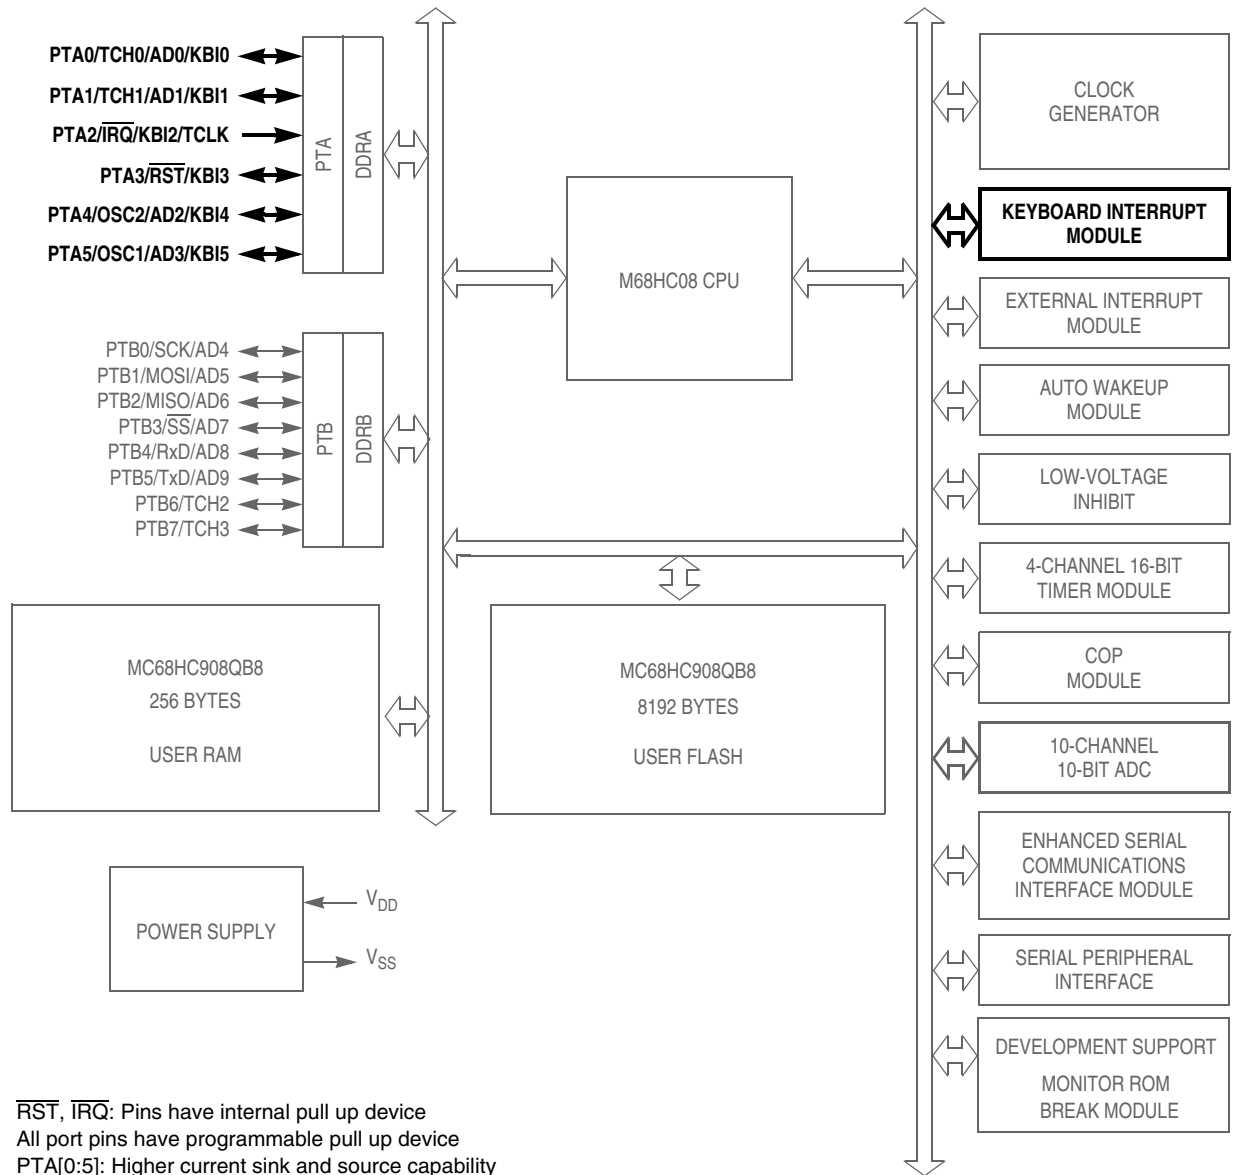 PTA0/TCH0/AD0/KBI0
PTA1/TCH1/AD1/KBI1
PTA2/I̅R̅Q̅/KBI2/TCLK
PTA3/R̅S̅T̅/KBI3
PTA4/OSC2/AD2/KBI4
PTA5/OSC1/AD3/KBI5
PTA
DDRA
PTB0/SCK/AD4
PTB1/MOSI/AD5
PTB2/MISO/AD6
PTB3/S̅S̅/AD7
PTB4/RxD/AD8
PTB5/TxD/AD9
PTB6/TCH2
PTB7/TCH3
PTB
DDRB
M68HC08 CPU
MC68HC908QB8
256 BYTES
USER RAM
MC68HC908QB8
8192 BYTES
USER FLASH
POWER SUPPLY
VDD
VSS
CLOCK
GENERATOR
KEYBOARD INTERRUPT
MODULE
EXTERNAL INTERRUPT
MODULE
AUTO WAKEUP
MODULE
LOW-VOLTAGE
INHIBIT
4-CHANNEL 16-BIT
TIMER MODULE
COP
MODULE
10-CHANNEL
10-BIT ADC
ENHANCED SERIAL
COMMUNICATIONS
INTERFACE MODULE
SERIAL PERIPHERAL
INTERFACE
DEVELOPMENT SUPPORT
MONITOR ROM
BREAK MODULE
R̅S̅T̅, I̅R̅Q̅: Pins have internal pull up device
All port pins have programmable pull up device
PTA[0:5]: Higher current sink and source capability